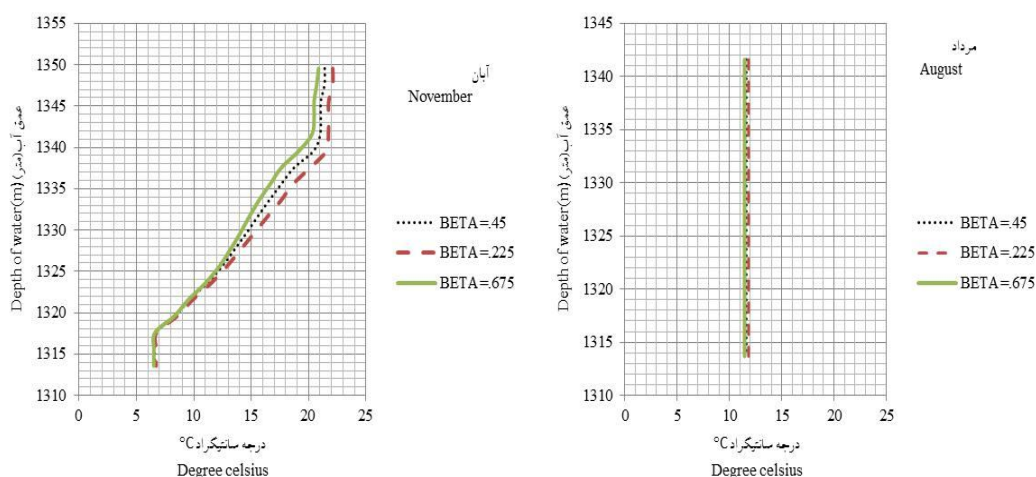 1355
1350
1345
1340
1335
1330
1325
1320
1315
1310
عمق آب(متر) Depth of water(m)
0 5 10 15 20 25
درجه سانتیگراد °C
Degree celsius
آبان
November
BETA=.45
BETA=.225
BETA=.675
1345
1340
1335
1330
1325
1320
1315
1310
عمق آب(متر) Depth of water(m)
0 5 10 15 20 25
درجه سانتیگراد °C
Degree celsius
مرداد
August
BETA=.45
BETA=.225
BETA=.675